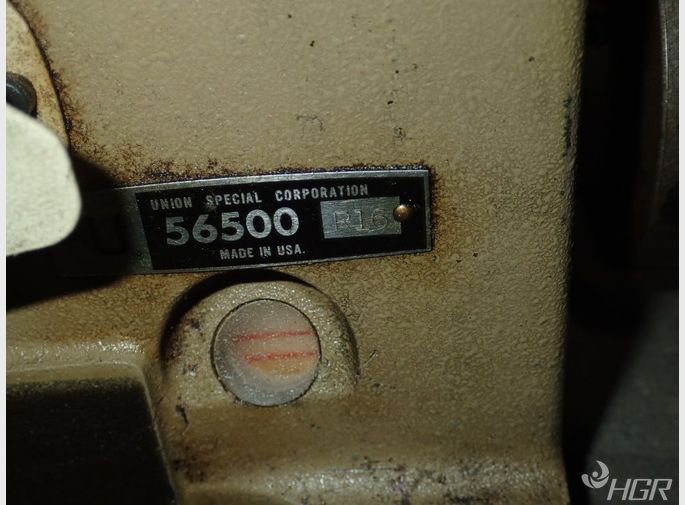 UNION SPECIAL CORPORATION
56500 R16
MADE IN USA.
HGR